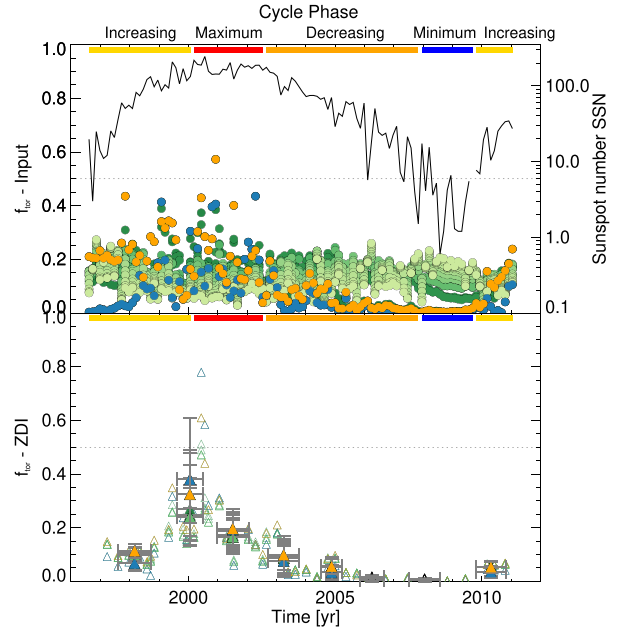 Cycle Phase
Increasing Maximum Decreasing Minimum Increasing
1.0
0.8
0.6
0.4
0.2
0.0
f_tor - Input
100.0
10.0
1.0
0.1
Sunspot number SSN
1.0
0.8
0.6
0.4
0.2
0.0
f_tor - ZDI
2000 2005 2010
Time [yr]